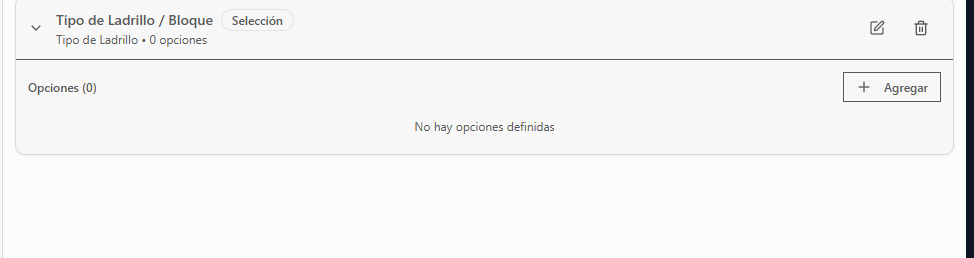 Tipo de Ladrillo / Bloque Selección
Tipo de Ladrillo • 0 opciones
Opciones (0) Agregar
No hay opciones definidas